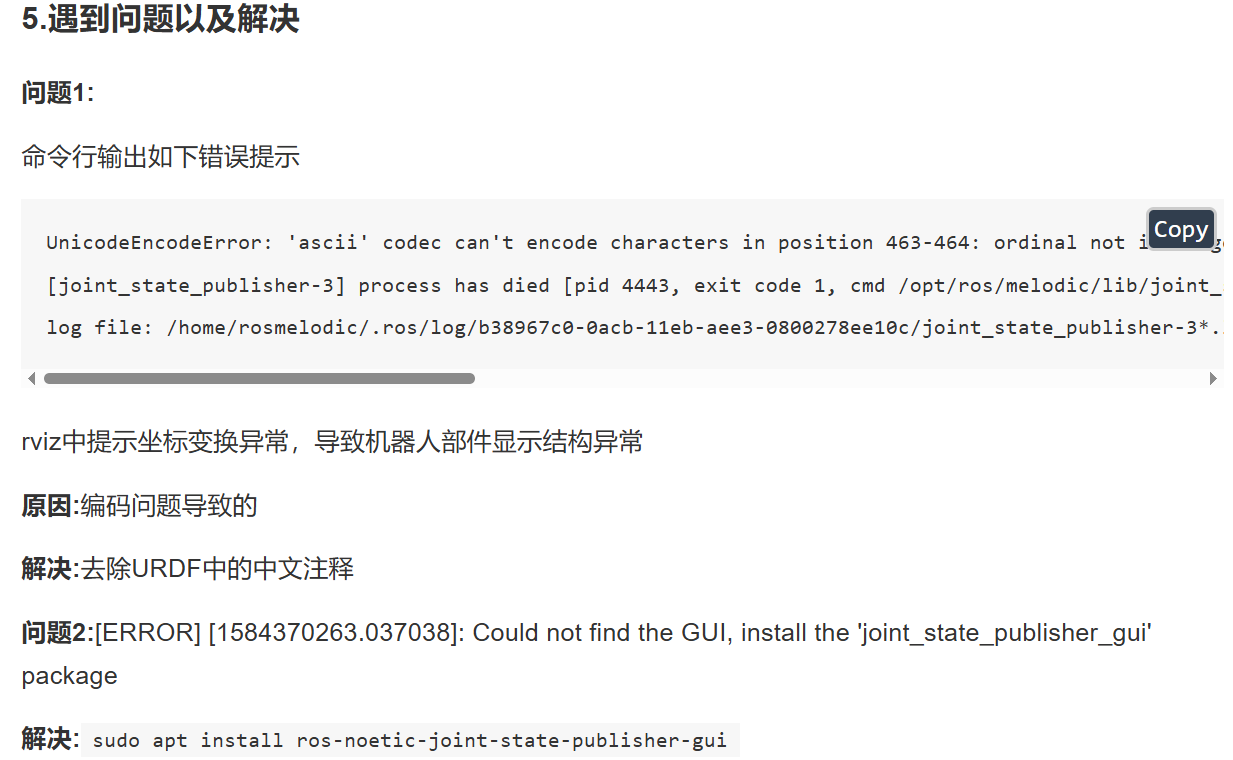 5.遇到问题以及解决
问题1:
命令行输出如下错误提示
Copy
UnicodeEncodeError: 'ascii' codec can't encode characters in position 463-464: ordinal not
[joint_state_publisher-3] process has died [pid 4443, exit code 1, cmd /opt/ros/melodic/lib/joint_
log file: /home/rosmelodic/.ros/log/b38967c0-0acb-11eb-aee3-0800278ee10c/joint_state_publisher-3*.
rviz中提示坐标变换异常，导致机器人部件显示结构异常
原因:编码问题导致的
解决:去除URDF中的中文注释
问题2:[ERROR] [1584370263.037038]: Could not find the GUI, install the 'joint_state_publisher_gui'
package
解决: sudo apt install ros-noetic-joint-state-publisher-gui